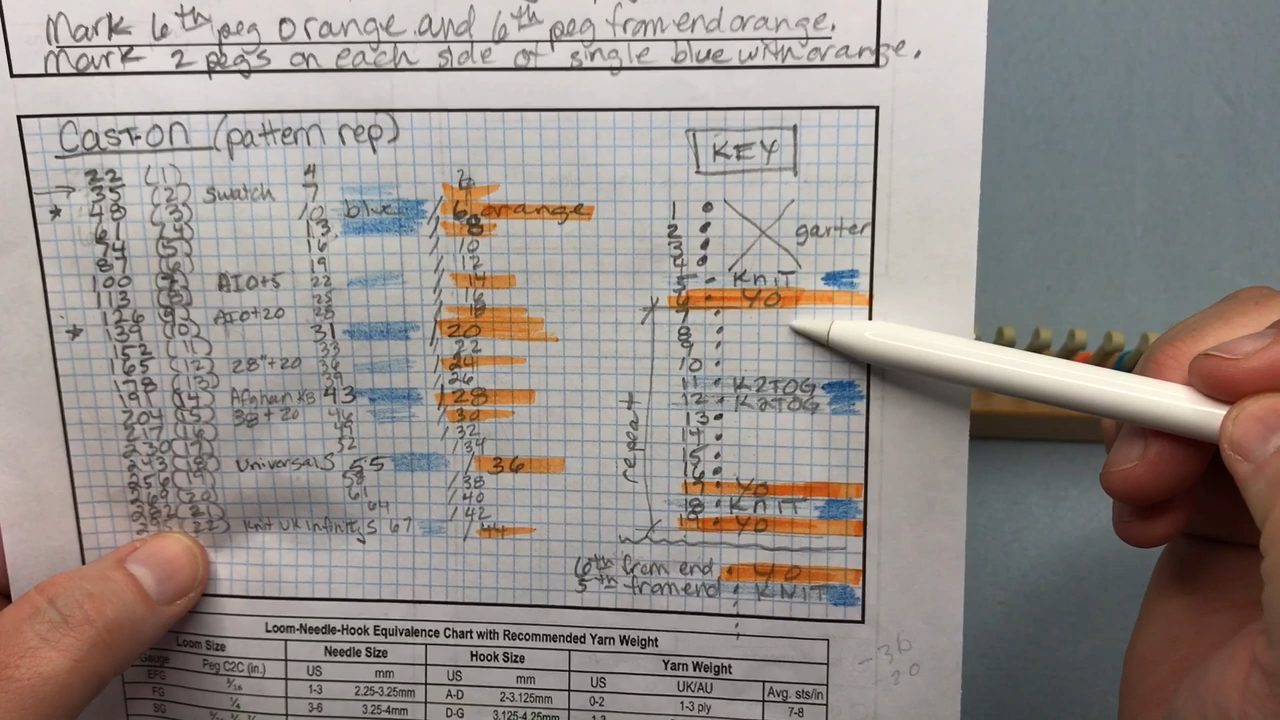 Mark 6th peg orange and 6th peg from end orange.
Mark 2 pegs on each side of single blue with orange.
Cast-on (pattern rep)
22 (1) 4
35 (2) swatch 7
48 (3) 10 blue / 6 orange
61 (4) 13 / 8
74 (5) 16 / 10
87 (6) 19 / 12
100 (7) AIO+5 22 / 14
113 (8) 25 / 16
126 (9) AIO+20 28 / 18
139 (10) 31 / 20
152 (11) 33 / 22
165 (12) 28"+20 36 / 24
178 (13) 39 / 26
191 (14) Afghan KB 43 / 28
204 (15) 38+20 46 / 30
217 (16) 49 / 32
230 (17) 52 / 34
243 (18) Universal S 55 / 36
256 (19) 58 / 38
269 (20) 61 / 40
282 (21) 64 / 42
295 (22) Knit UK Infinity S 67 / 44
KEY
1
2 garter
3
4
5 Knit
6 YO
7
8
9
10
11 K2TOG
12 K2TOG
13
14
15
16
17 YO
18 KNIT
19 YO
repeat
6th from end YO
5th from end KNIT
-36
-20
Loom-Needle-Hook Equivalence Chart with Recommended Yarn Weight
Loom Size Needle Size Hook Size Yarn Weight
Gauge Peg C2C (in.) US mm US mm US UK/AU Avg. sts/in
EFG 3/16 1-3 2.25-3.25mm A-D 2-3.125mm 0-2 1-3 ply 7-8
FG 1/4 3-6 3.25-4mm D-G 3.125-4.25mm
SG